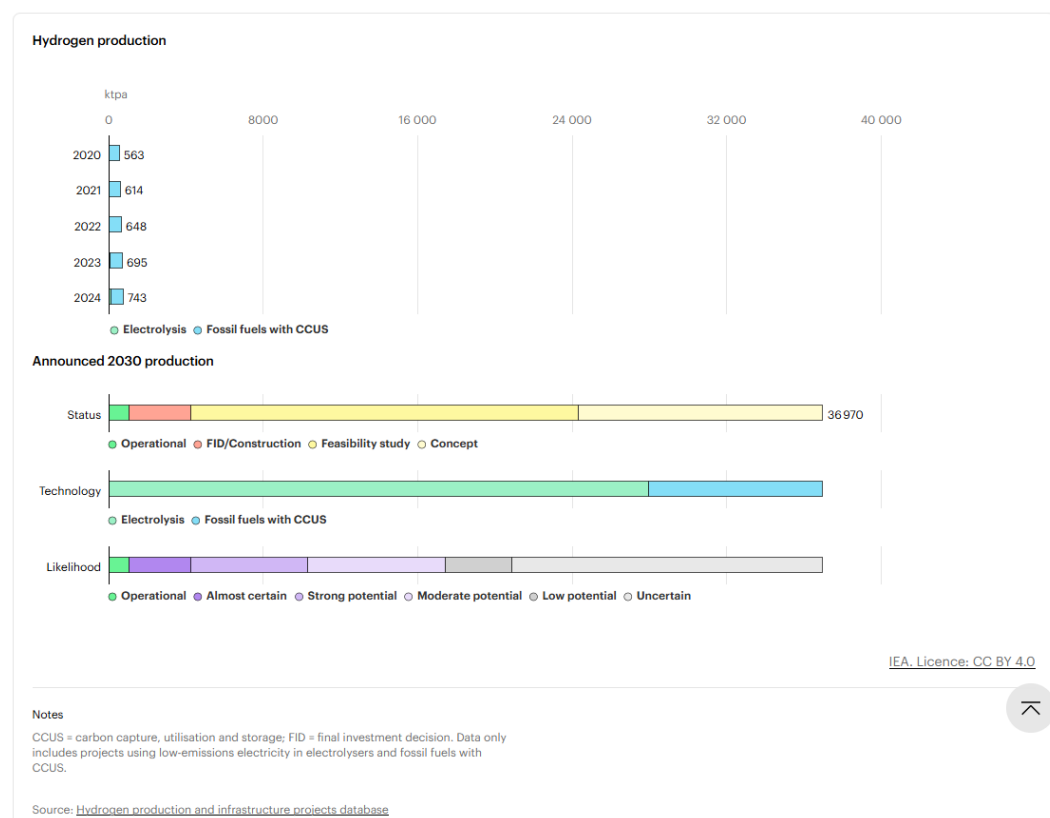 Hydrogen production
ktpa
0 8000 16 000 24 000 32 000 40 000
2020 563
2021 614
2022 648
2023 695
2024 743
Electrolysis Fossil fuels with CCUS
Announced 2030 production
Status 36 970
Operational FID/Construction Feasibility study Concept
Technology
Electrolysis Fossil fuels with CCUS
Likelihood
Operational Almost certain Strong potential Moderate potential Low potential Uncertain
IEA. Licence: CC BY 4.0
Notes
CCUS = carbon capture, utilisation and storage; FID = final investment decision. Data only
includes projects using low-emissions electricity in electrolysers and fossil fuels with
CCUS.
Source: Hydrogen production and infrastructure projects database